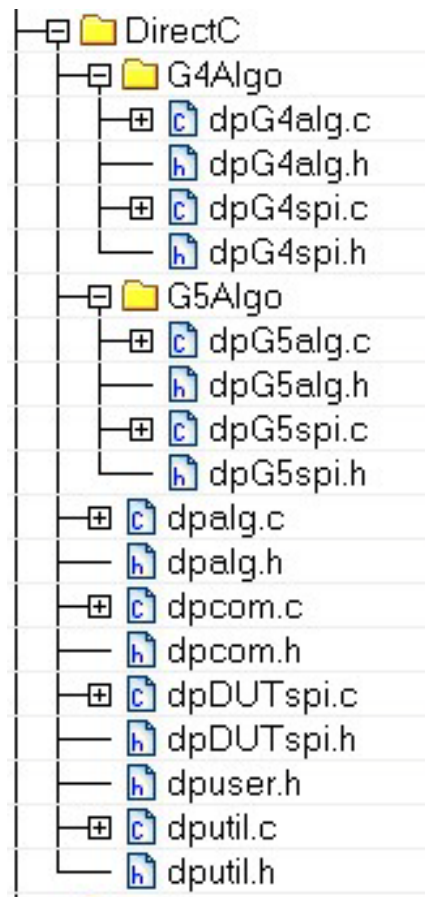 DirectC
G4Algo
c dpG4alg.c
h dpG4alg.h
c dpG4spi.c
h dpG4spi.h
G5Algo
c dpG5alg.c
h dpG5alg.h
c dpG5spi.c
h dpG5spi.h
c dpalg.c
h dpalg.h
c dpcom.c
h dpcom.h
c dpDUTspi.c
h dpDUTspi.h
h dpuser.h
c dputil.c
h dputil.h